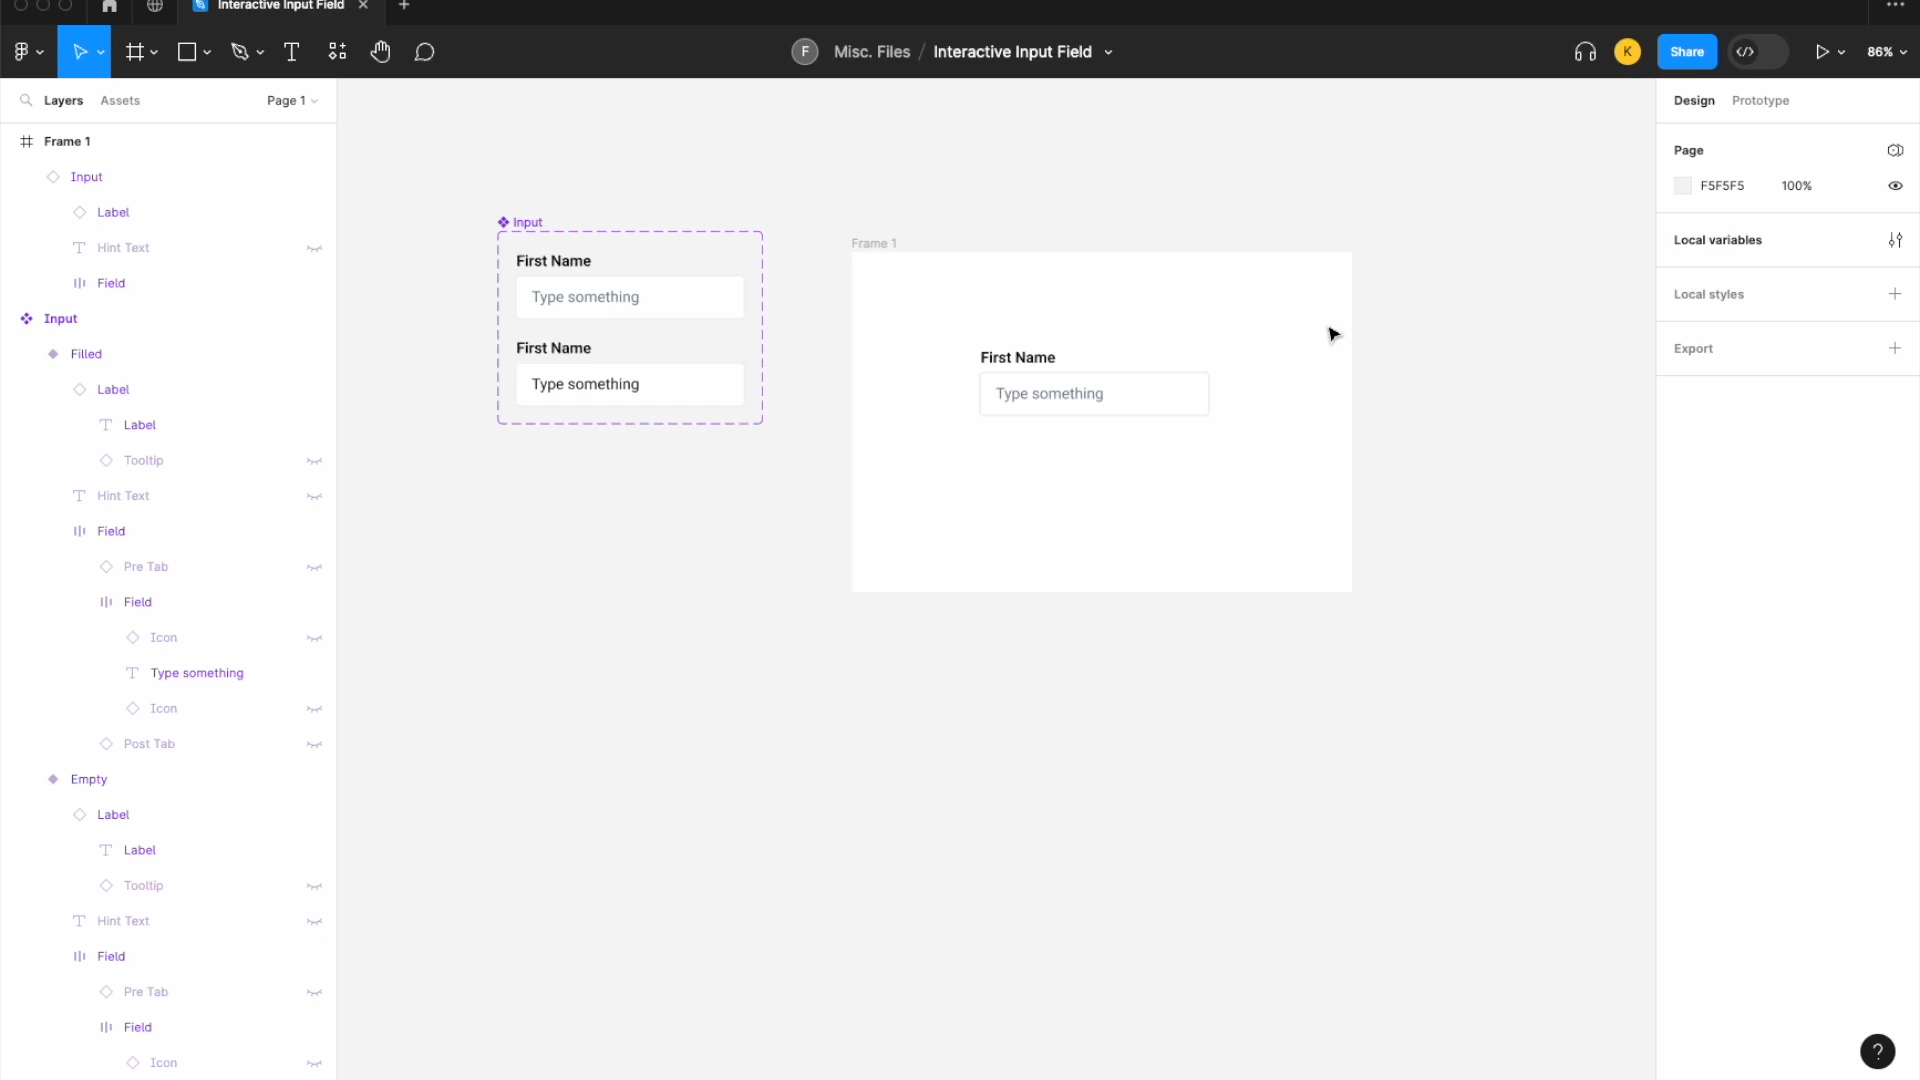 Interactive Input Field
F
Misc. Files / Interactive Input Field
K
Share
86%
Layers
Assets
Page 1
Design
Prototype
Frame 1
Input
Label
Hint Text
Field
Input
Filled
Label
Label
Tooltip
Hint Text
Field
Pre Tab
Field
Icon
Type something
Icon
Post Tab
Empty
Label
Label
Tooltip
Hint Text
Field
Pre Tab
Field
Icon
Input
First Name
Type something
First Name
Type something
Frame 1
First Name
Type something
Page
F5F5F5
100%
Local variables
Local styles
Export
?